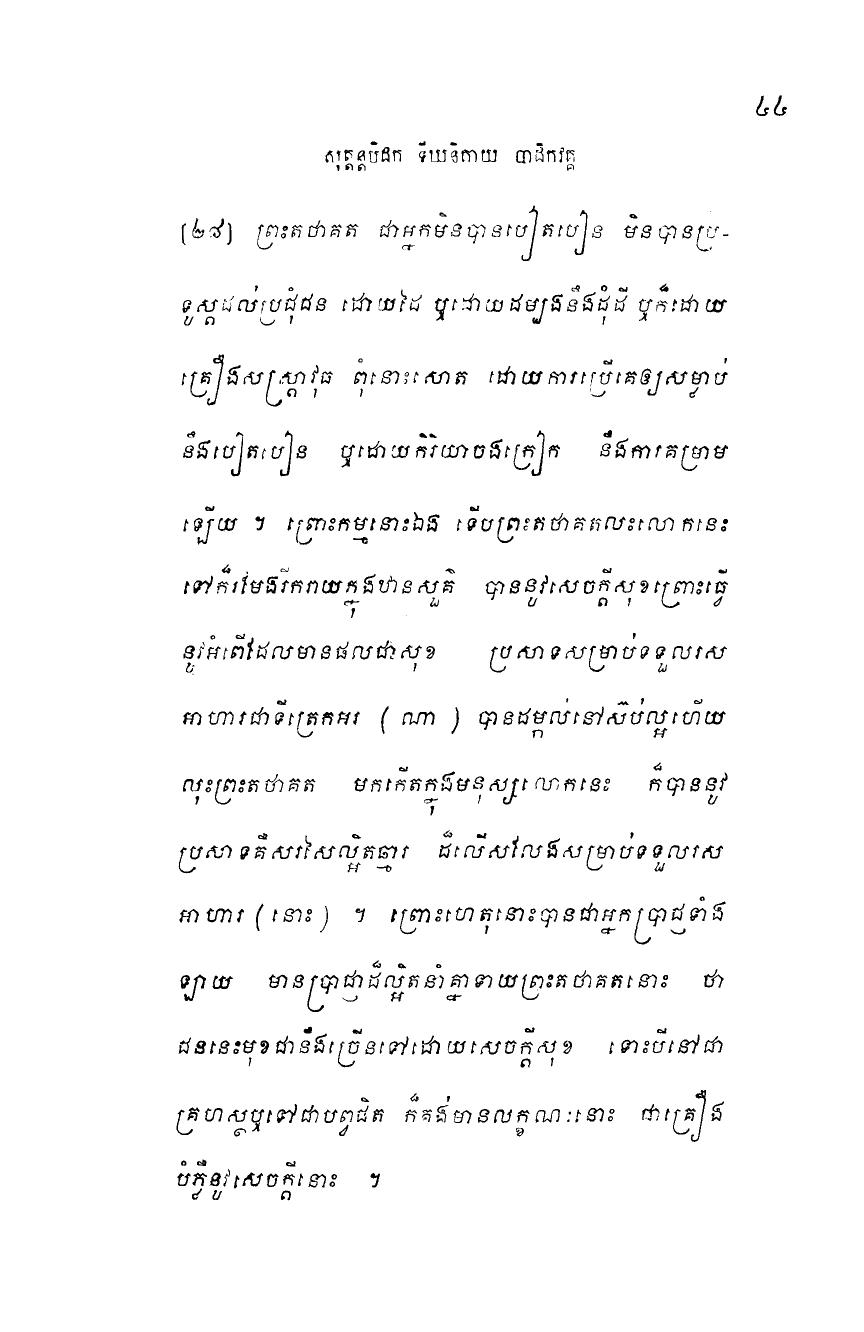 ៤៤
សុត្តន្តបិដក ទីឃនិកាយ បាដិកវគ្គ
[២៨] ព្រះតថាគត ជាអ្នកមិនបានបៀតបៀន មិនបានប្រ-
ទូស្តដល់ប្រជុំជន ដោយដៃ ឬដោយដម្បងនឹងដុំដី ឬក៏ដោយ
គ្រឿងសស្ត្រាវុធ ពុំនោះសោត ដោយការប្រើគេឲ្យសម្លាប់
នឹងបៀតបៀន ឬដោយកិរិយាចងក្រៀក នឹងការគម្រាម
ឡើយ ។ ព្រោះកម្មនោះឯង ទើបព្រះតថាគតលះលោកនេះ
ទៅក៏រមែងរីករាយក្នុងឋានសួគ៌ បាននូវសេចក្តីសុខព្រោះធ្វើ
នូវអំពើដែលមានផលជាសុខ ប្រសាទសម្រាប់ទទួលរស
អាហារជាទីត្រេកអរ ( ណា ) បានដម្កល់នៅស៊ប់ល្អហើយ
លុះព្រះតថាគត មកកើតក្នុងមនុស្សលោកនេះ ក៏បាននូវ
ប្រសាទគឺសរសៃល្អិតធ្មារ ដ៏លើសលែងសម្រាប់ទទួលរស
អាហារ ( នោះ ) ។ ព្រោះហេតុនោះបានជាអ្នកប្រាជ្ញទាំង
ឡាយ មានប្រាជ្ញាដ៏ល្អិតនាំគ្នាទាយព្រះតថាគតនោះ ថា
ជននេះមុខជានឹងច្រើនទៅដោយសេចក្តីសុខ ទោះបីនៅជា
គ្រហស្ថឬទៅជាបព្វជិត ក៏គង់មានលក្ខណៈនោះ ជាគ្រឿង
បំភ្លឺនូវសេចក្តីនោះ ។